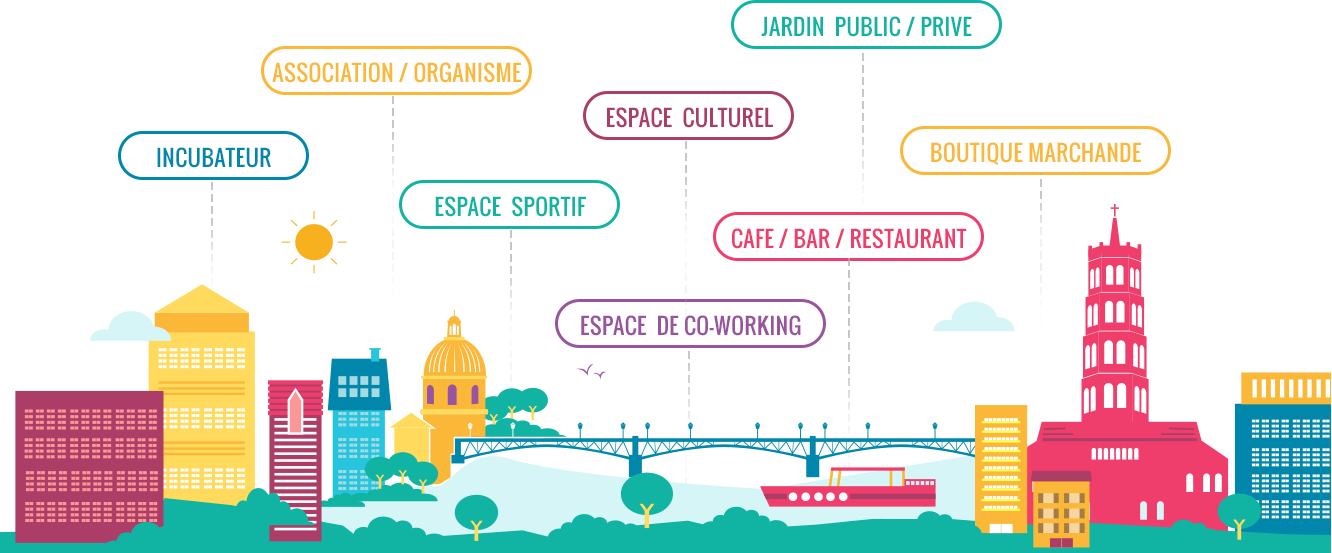 JARDIN PUBLIC / PRIVE
ASSOCIATION / ORGANISME
ESPACE CULTUREL
BOUTIQUE MARCHANDE
INCUBATEUR
ESPACE SPORTIF
CAFE / BAR / RESTAURANT
ESPACE DE CO-WORKING